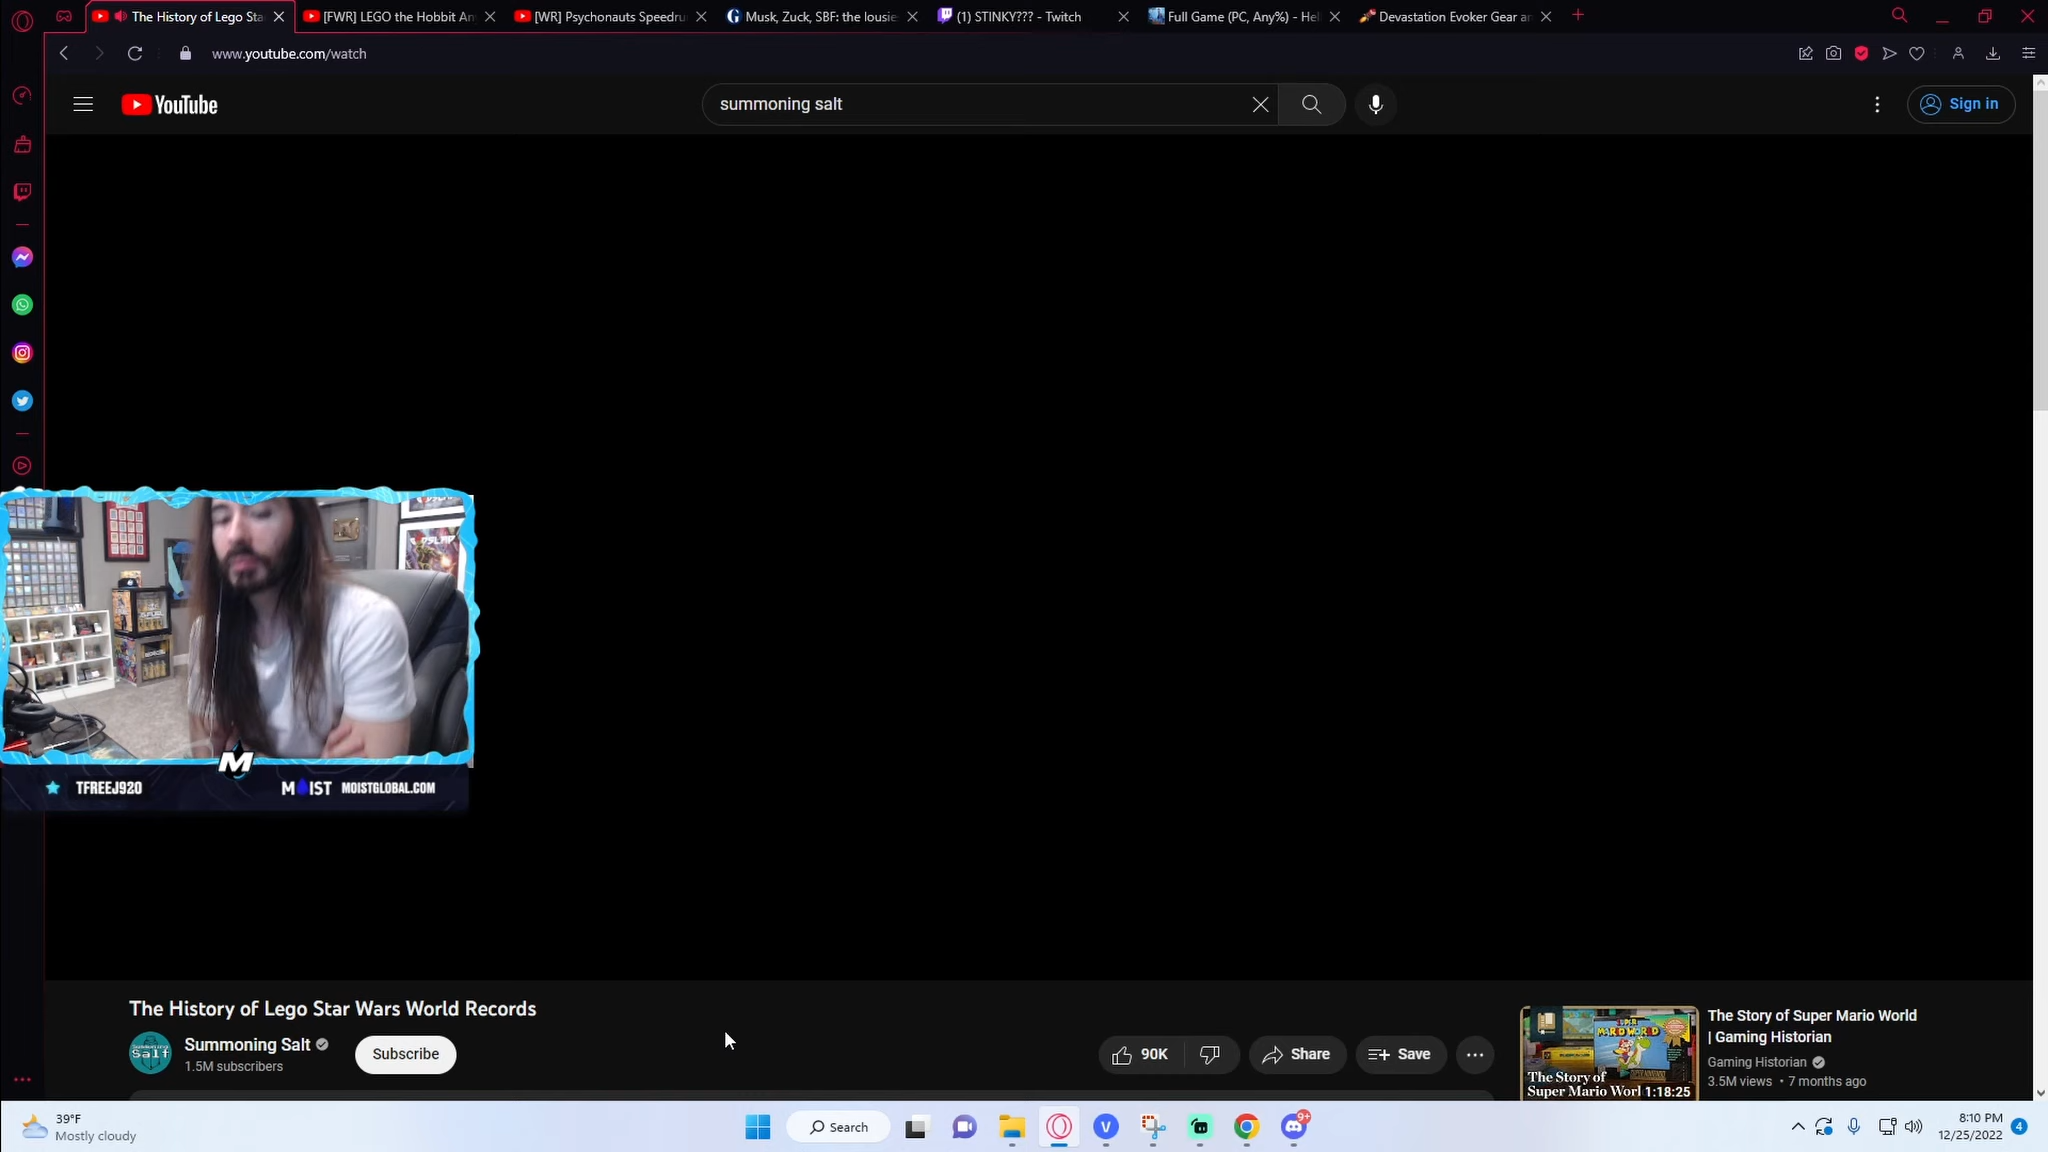 The History of Lego Sta
[FWR] LEGO the Hobbit An
[WR] Psychonauts Speedru
Musk, Zuck, SBF: the lousie
(1) STINKY??? - Twitch
Full Game (PC, Any%) - Hel
Devastation Evoker Gear an
www.youtube.com/watch
YouTube
summoning salt
Sign in
TFREEJ920
MOIST
MOISTGLOBAL.COM
The History of Lego Star Wars World Records
Summoning Salt
1.5M subscribers
Subscribe
90K
Share
Save
The Story of
Super Mario Worl
1:18:25
The Story of Super Mario World
| Gaming Historian
Gaming Historian
3.5M views • 7 months ago
39°F
Mostly cloudy
Search
9+
8:10 PM
12/25/2022
4